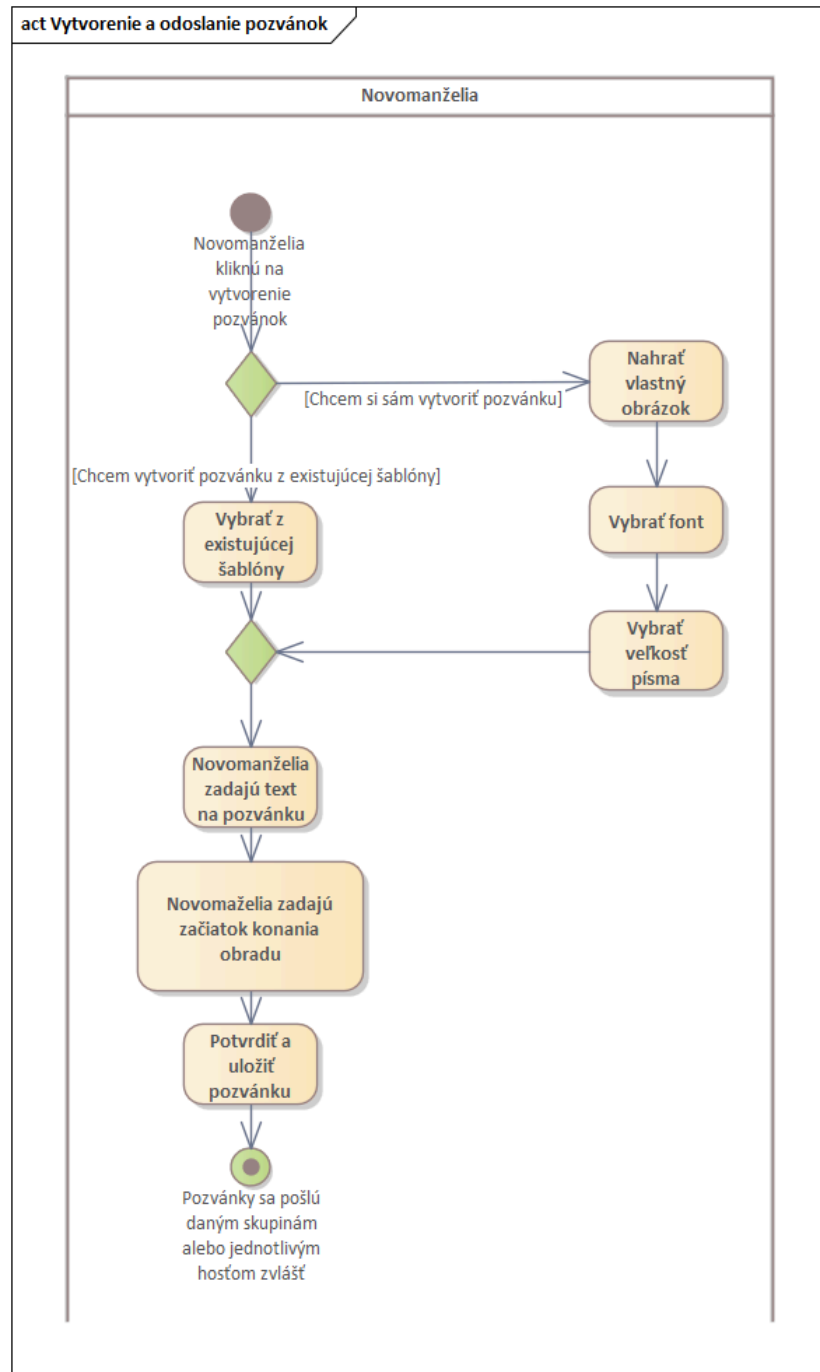 act Vytvorenie a odoslanie pozvánok
Novomanželia
Novomanželia
kliknú na
vytvorenie
pozvánok
[Chcem si sám vytvoriť pozvánku]
Nahrať
vlastný
obrázok
[Chcem vytvoriť pozvánku z existujúcej šablóny]
Vybrať z
existujúcej
šablóny
Vybrať font
Vybrať
veľkosť
písma
Novomanželia
zadajú text
na pozvánku
Novomaželia zadajú
začiatok konania
obradu
Potvrdiť a
uložiť
pozvánku
Pozvánky sa pošlú
daným skupinám
alebo jednotlivým
hosťom zvlášť